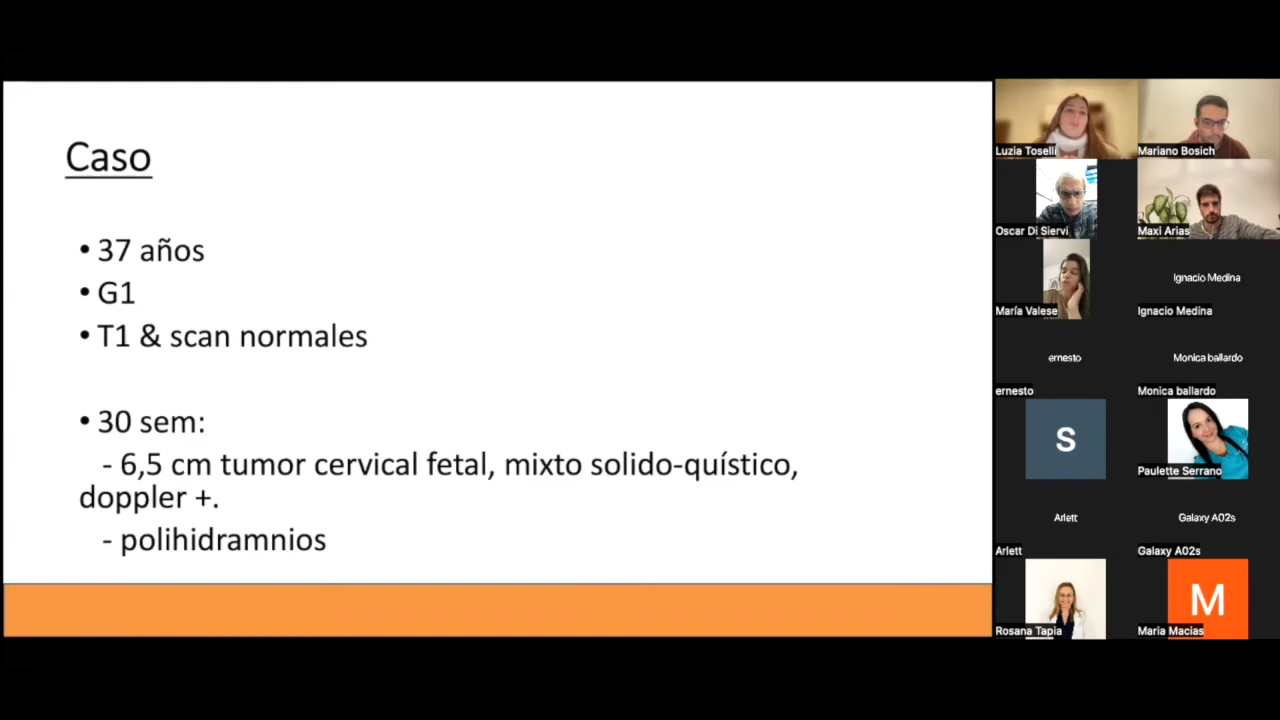 Caso
• 37 años
• G1
• T1 & scan normales
• 30 sem:
- 6,5 cm tumor cervical fetal, mixto solido-quístico,
doppler +.
- polihidramnios
Luzia Toselli
Mariano Bosich
Oscar Di Siervi
Maxi Arias
María Valese
Ignacio Medina
Ignacio Medina
ernesto
Monica ballardo
ernesto
Monica ballardo
S
Paulette Serrano
Arlett
Galaxy A02s
Arlett
Galaxy A02s
Rosana Tapia
M
Maria Macias